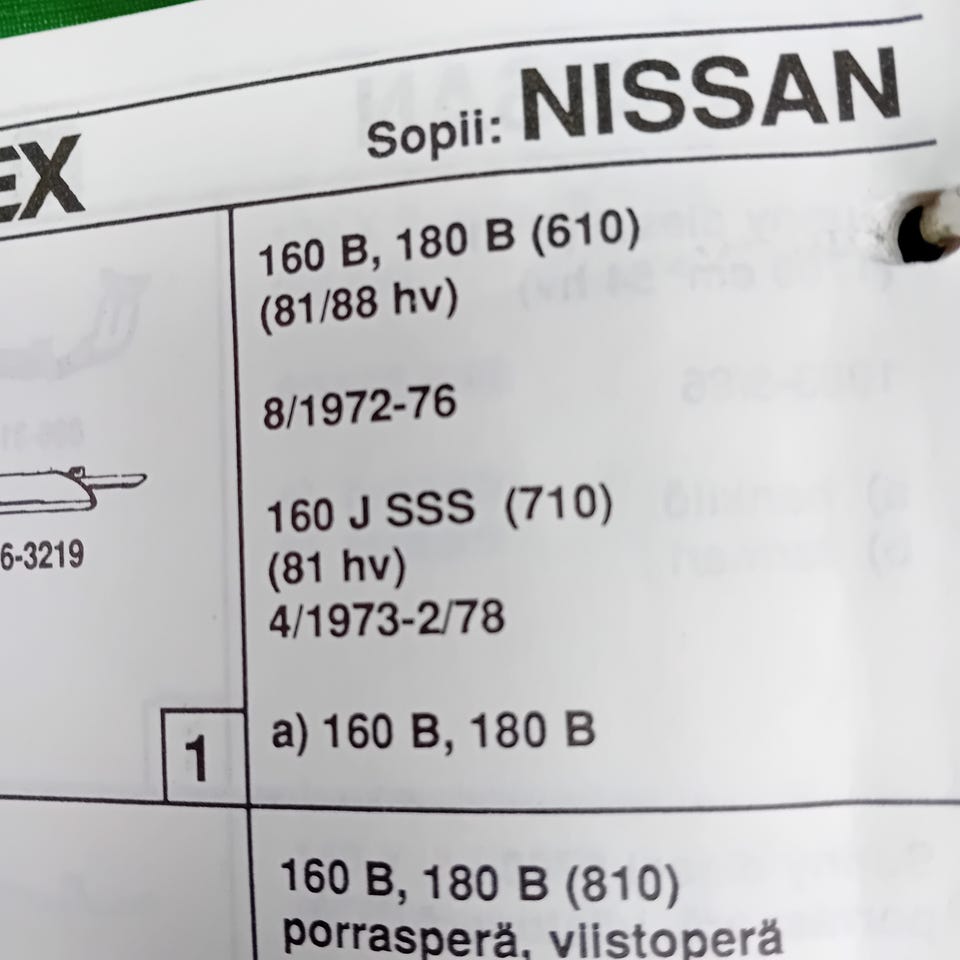 EX
Sopii: NISSAN
160 B, 180 B (610)
(81/88 hv)
8/1972-76
160 J SSS (710)
(81 hv)
4/1973-2/78
6-3219
a) 160 B, 180 B
1
160 B, 180 B (810)
porrasperä, viistoperä